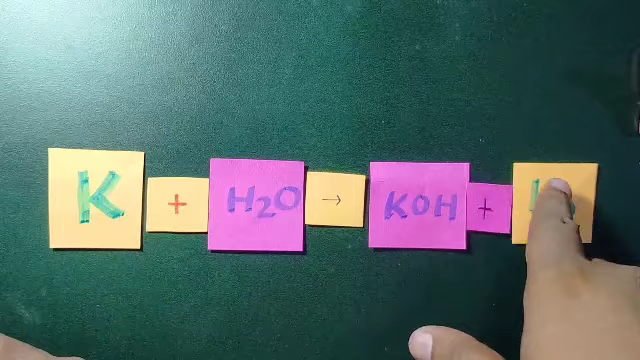 K + H₂O → KOH +